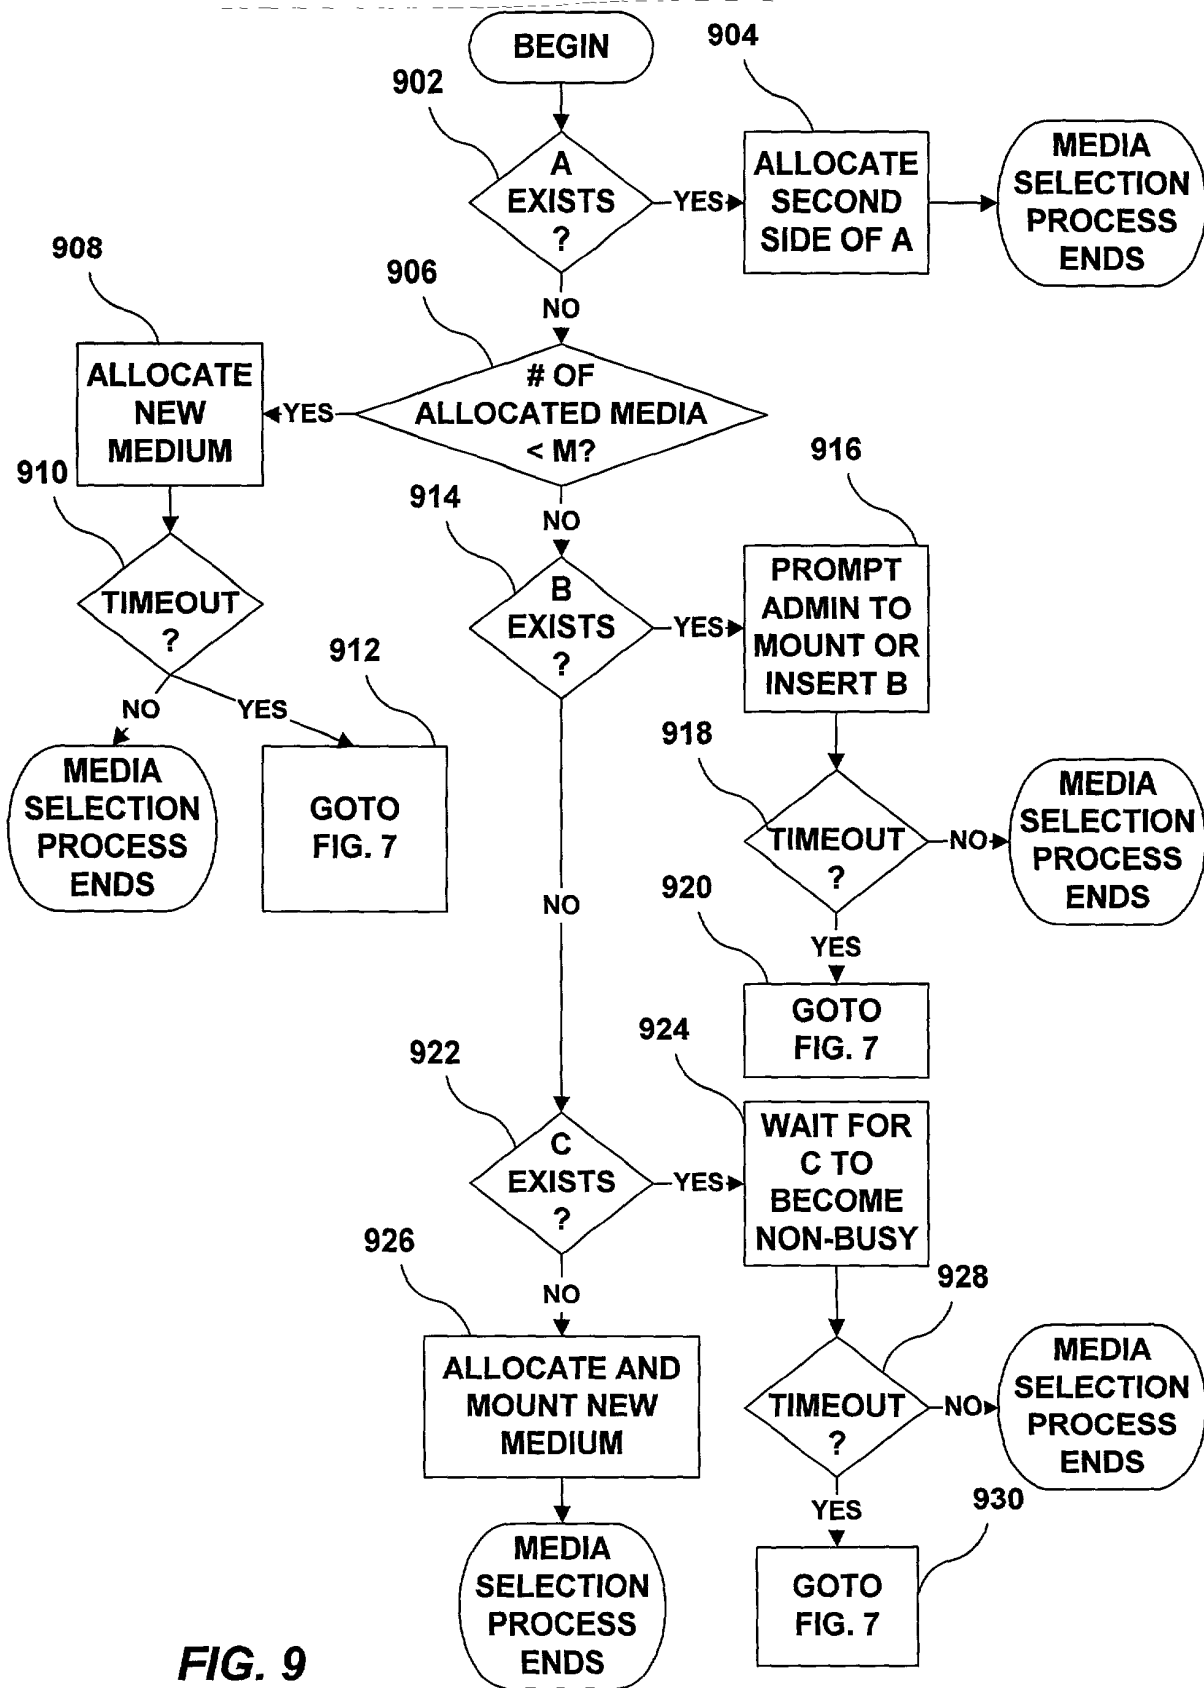 BEGIN
902
904
A
EXISTS
?
YES
ALLOCATE
SECOND
SIDE OF A
MEDIA
SELECTION
PROCESS
ENDS
NO
906
# OF
ALLOCATED MEDIA
< M?
YES
908
ALLOCATE
NEW
MEDIUM
910
TIMEOUT
?
NO
YES
MEDIA
SELECTION
PROCESS
ENDS
912
GOTO
FIG. 7
NO
914
B
EXISTS
?
YES
916
PROMPT
ADMIN TO
MOUNT OR
INSERT B
918
TIMEOUT
?
NO
MEDIA
SELECTION
PROCESS
ENDS
YES
920
GOTO
FIG. 7
NO
922
C
EXISTS
?
YES
924
WAIT FOR
C TO
BECOME
NON-BUSY
928
TIMEOUT
?
NO
MEDIA
SELECTION
PROCESS
ENDS
YES
930
GOTO
FIG. 7
NO
926
ALLOCATE AND
MOUNT NEW
MEDIUM
MEDIA
SELECTION
PROCESS
ENDS
FIG. 9